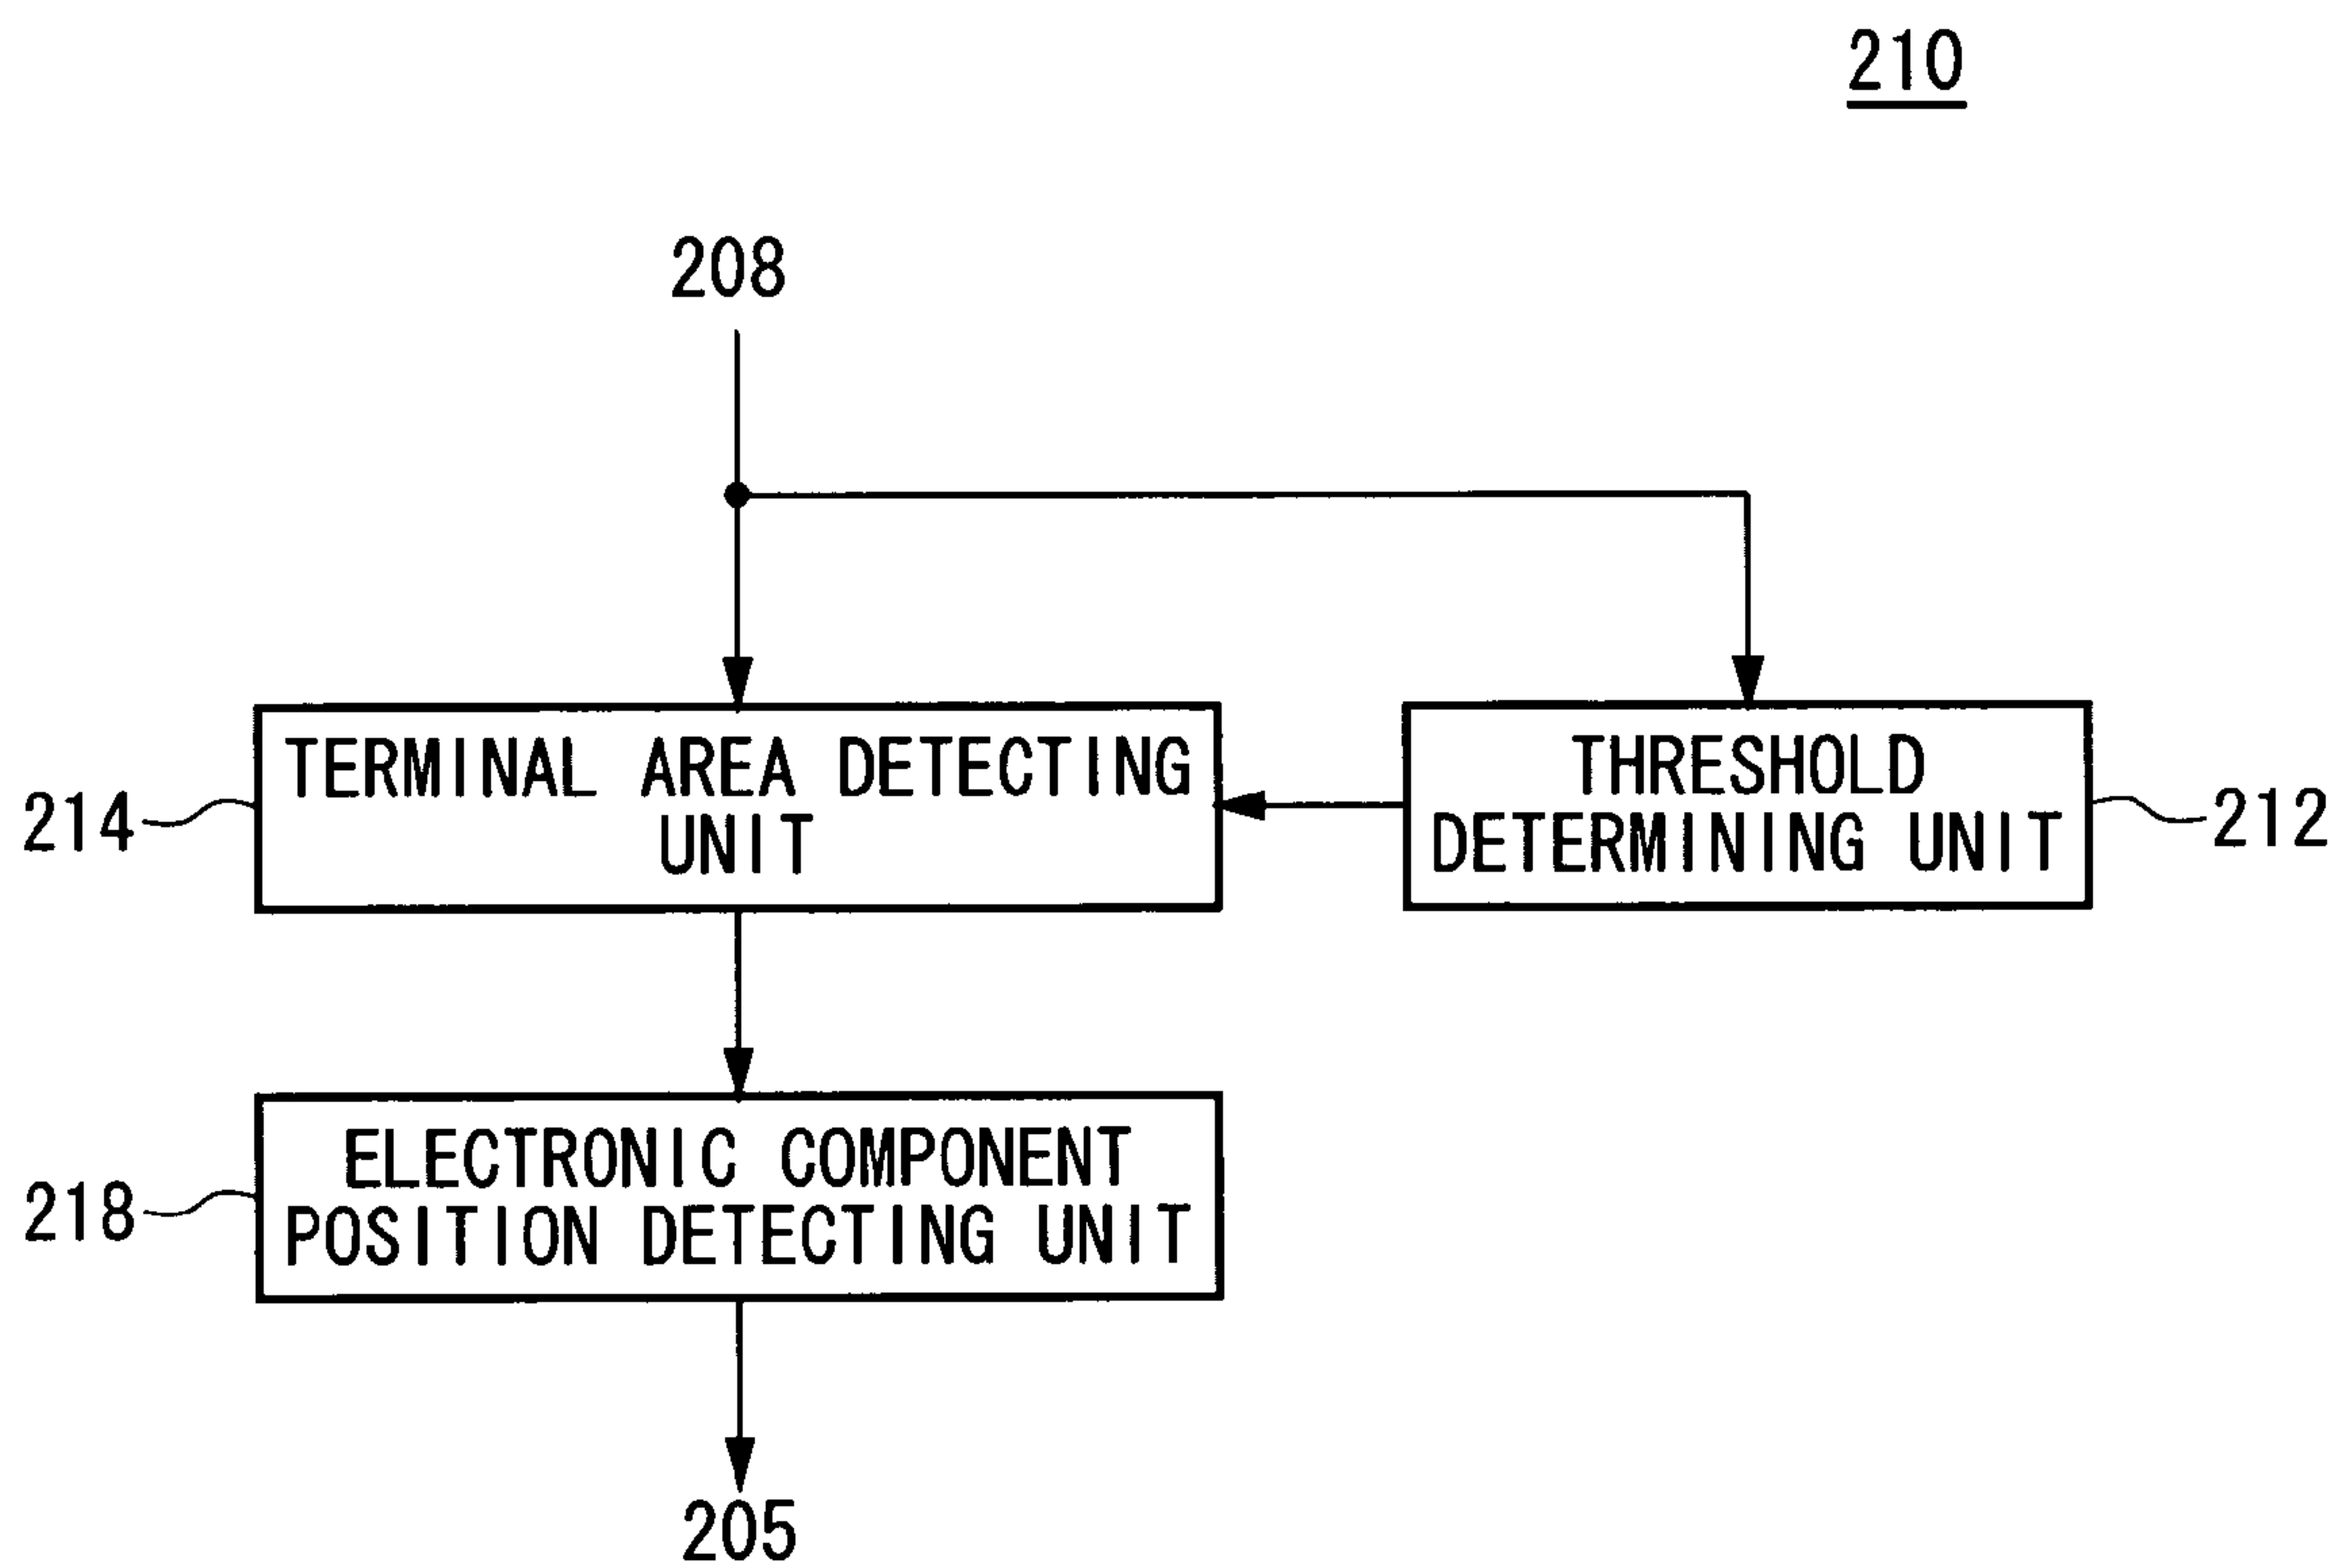 210
208
TERMINAL AREA DETECTING
UNIT
214
THRESHOLD
DETERMINING UNIT
212
ELECTRONIC COMPONENT
POSITION DETECTING UNIT
218
205